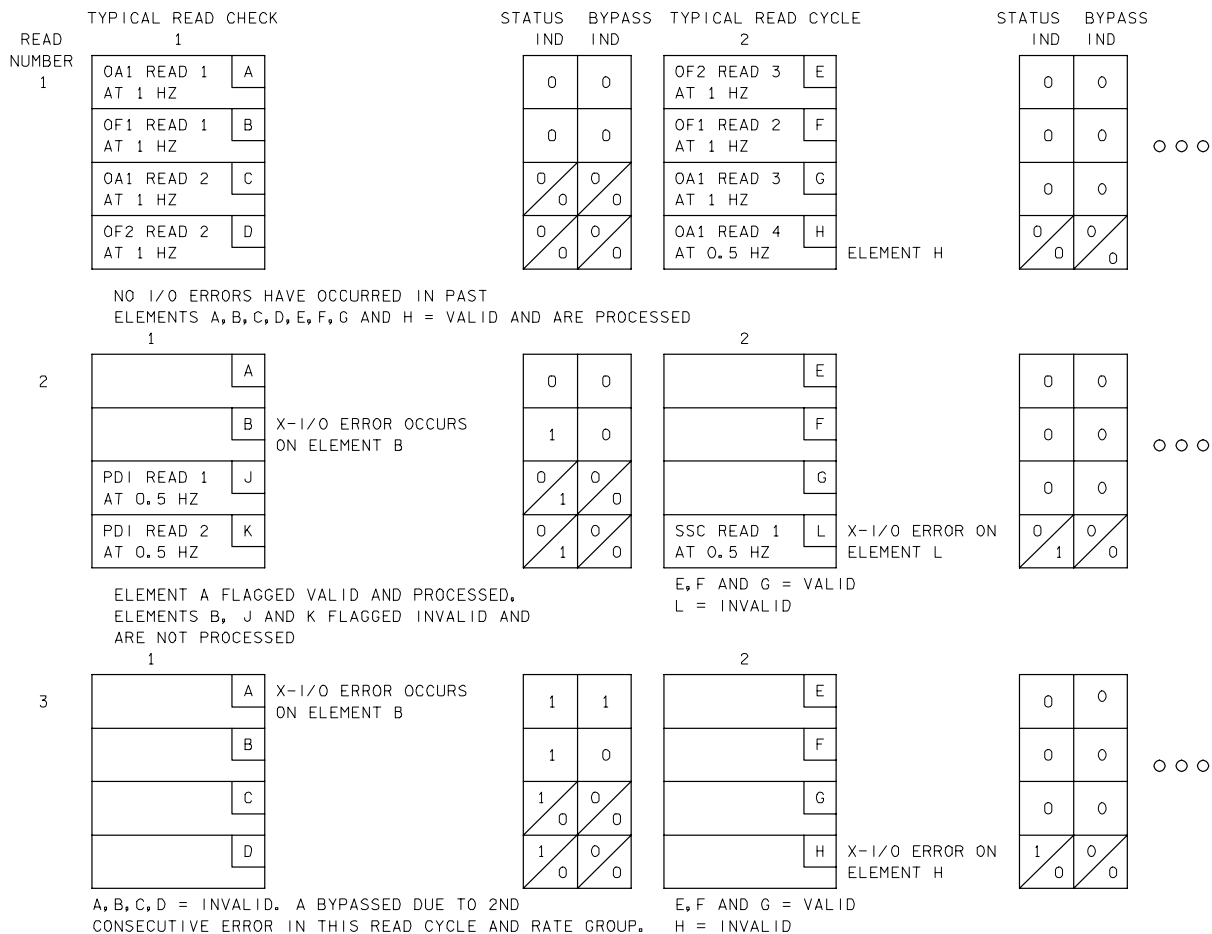 TYPICAL READ CHECK STATUS BYPASS TYPICAL READ CYCLE STATUS BYPASS
READ 1 IND IND 2 IND IND
NUMBER
1
OA1 READ 1 A
AT 1 HZ
0 0
OF2 READ 3 E
AT 1 HZ
0 0
OF1 READ 1 B
AT 1 HZ
0 0
OF1 READ 2 F
AT 1 HZ
0 0
OA1 READ 2 C
AT 1 HZ
0/0 0/0
OA1 READ 3 G
AT 1 HZ
0 0
OF2 READ 2 D
AT 1 HZ
0/0 0/0
OA1 READ 4 H
AT 0.5 HZ ELEMENT H
0/0 0/0
NO I/O ERRORS HAVE OCCURRED IN PAST
ELEMENTS A,B,C,D,E,F,G AND H = VALID AND ARE PROCESSED
1 2
2
A
0 0
E
0 0
B X-I/O ERROR OCCURS
ON ELEMENT B
1 0
F
0 0
PDI READ 1 J
AT 0.5 HZ
0/1 0/0
G
0 0
PDI READ 2 K
AT 0.5 HZ
0/1 0/0
SSC READ 1 L X-I/O ERROR ON
AT 0.5 HZ ELEMENT L
0/1 0/0
ELEMENT A FLAGGED VALID AND PROCESSED.
ELEMENTS B, J AND K FLAGGED INVALID AND
ARE NOT PROCESSED
E,F AND G = VALID
L = INVALID
1 2
3
A X-I/O ERROR OCCURS
ON ELEMENT B
1 1
E
0 0
B
1 0
F
0 0
C
1/0 0/0
G
0 0
D
1/0 0/0
H X-I/O ERROR ON
ELEMENT H
1/0 0/0
A,B,C,D = INVALID. A BYPASSED DUE TO 2ND
CONSECUTIVE ERROR IN THIS READ CYCLE AND RATE GROUP.
E,F AND G = VALID
H = INVALID